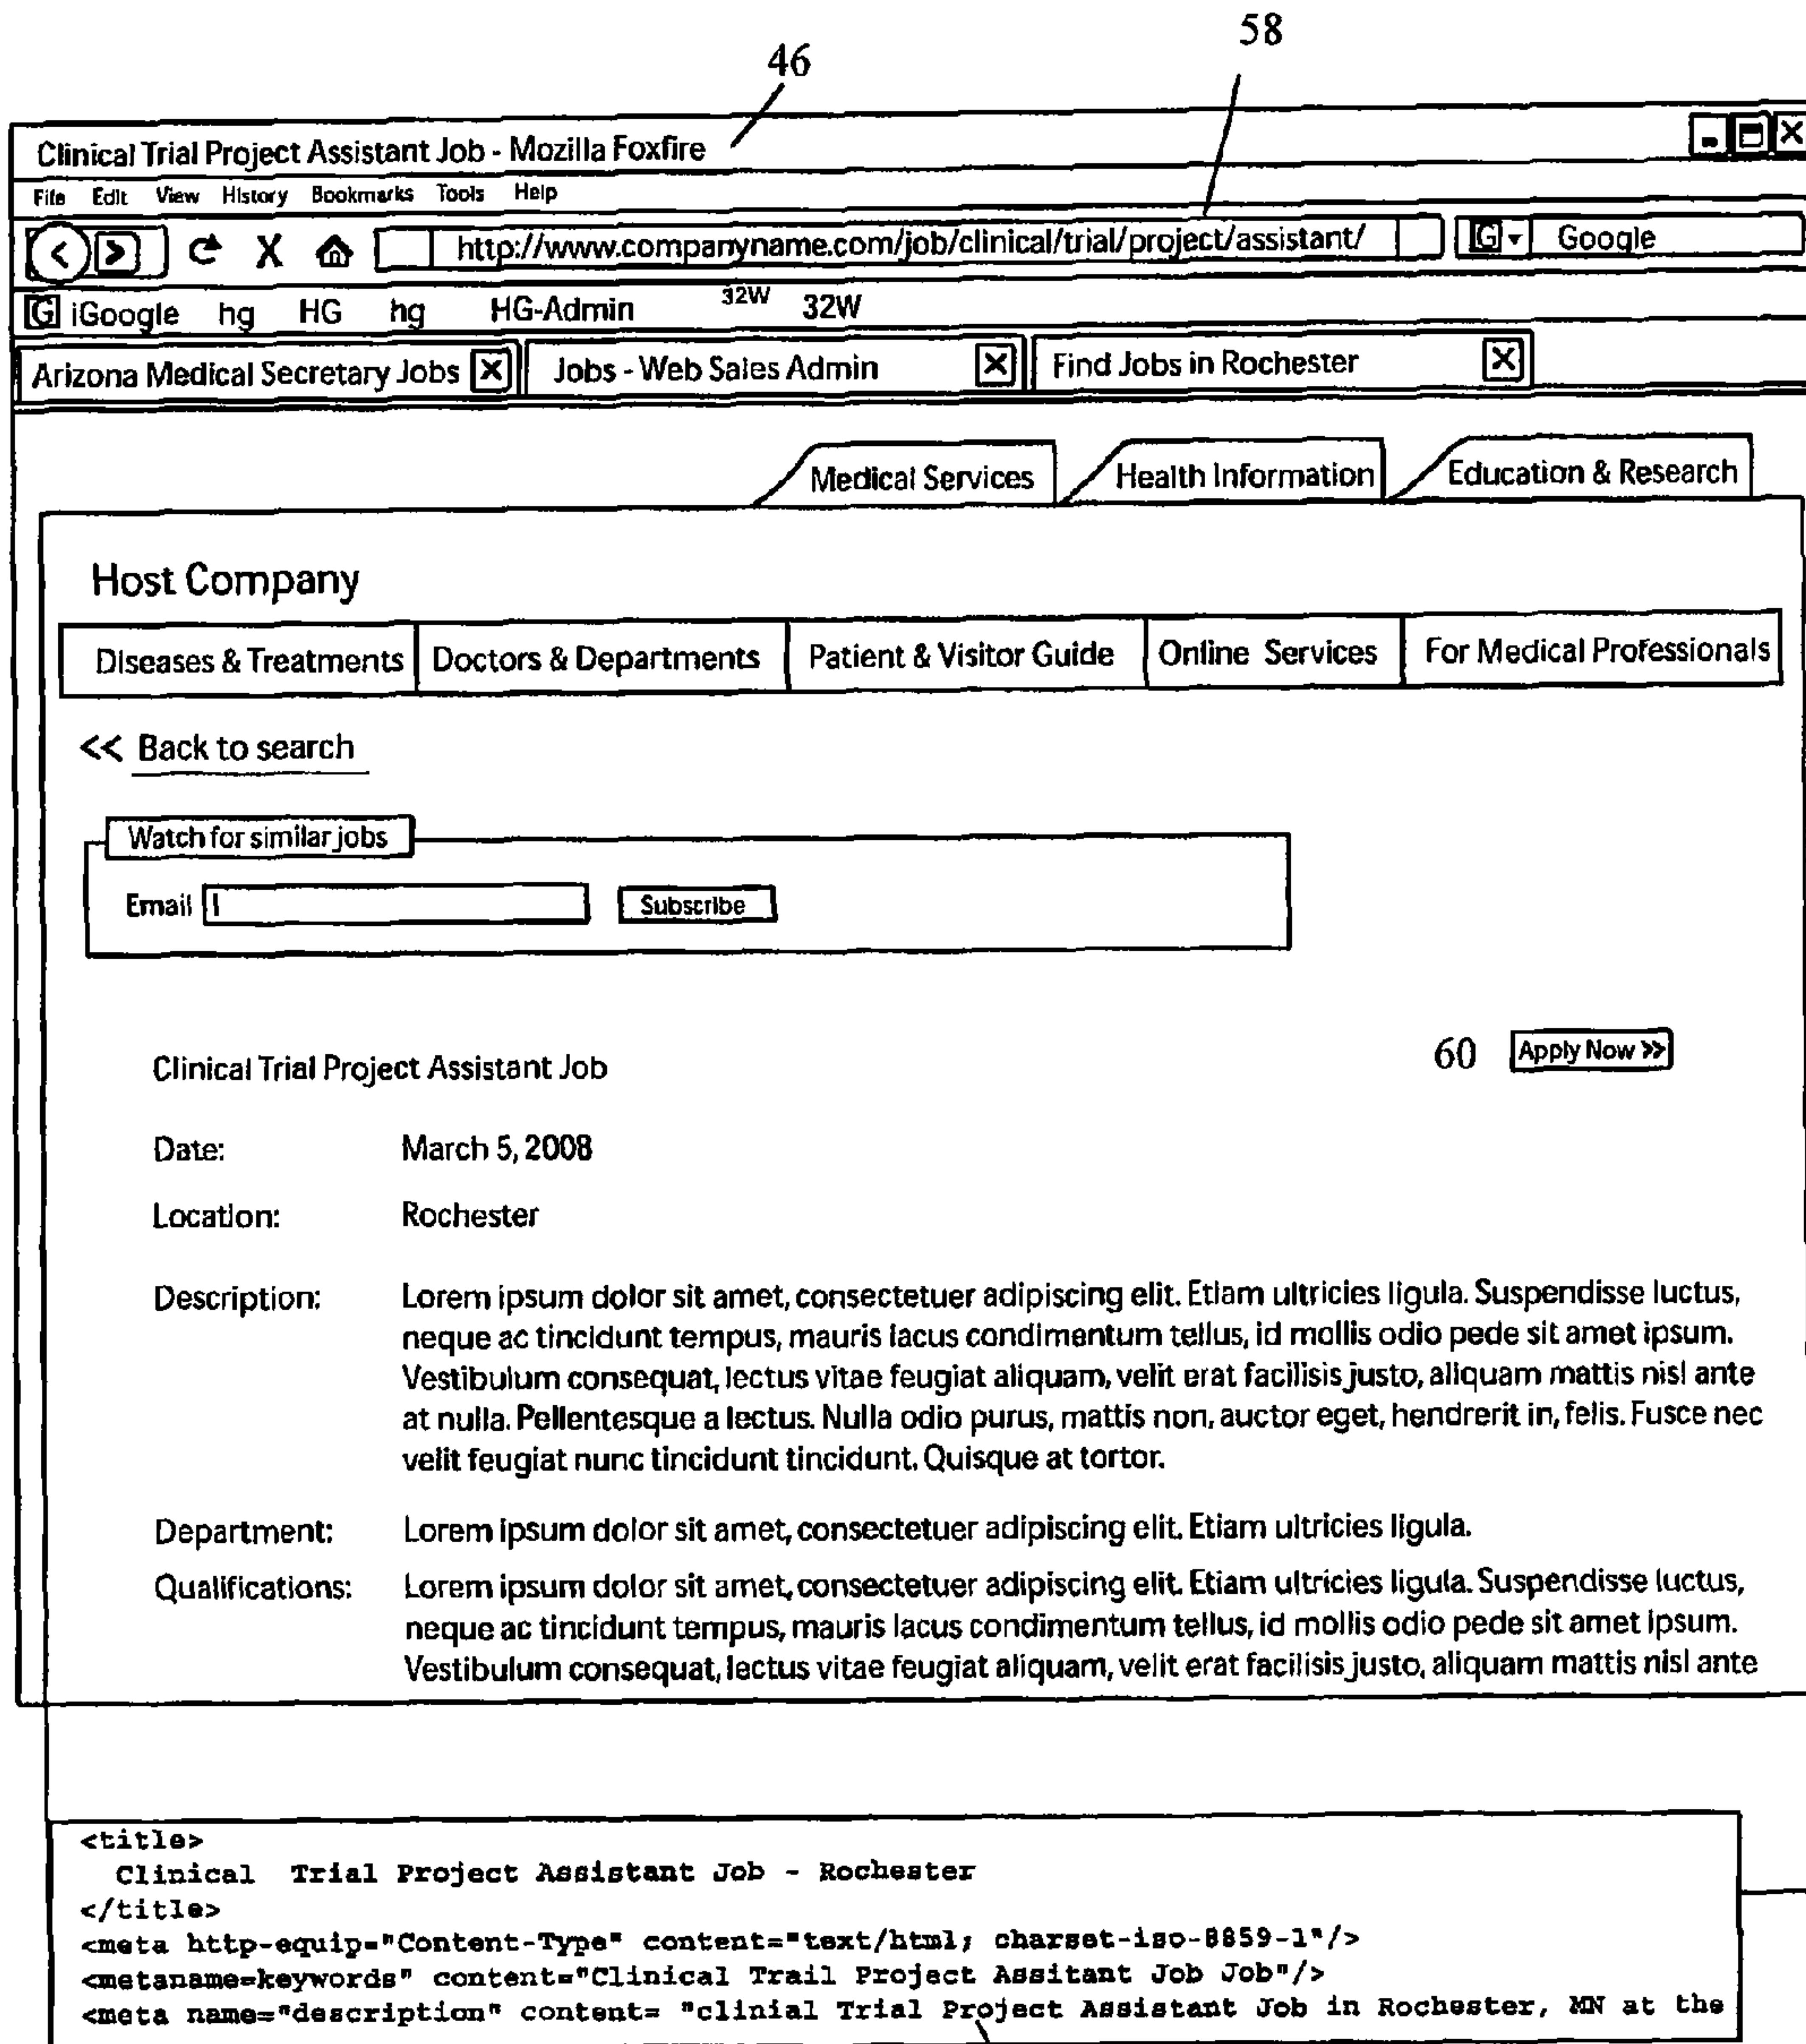 46
58
Clinical Trial Project Assistant Job - Mozilla Foxfire
File Edit View History Bookmarks Tools Help
http://www.companyname.com/job/clinical/trial/project/assistant/ G Google
G iGoogle hg HG hg HG-Admin 32W 32W
Arizona Medical Secretary Jobs Jobs - Web Sales Admin Find Jobs in Rochester
Medical Services Health Information Education & Research
Host Company
Diseases & Treatments Doctors & Departments Patient & Visitor Guide Online Services For Medical Professionals
<< Back to search
Watch for similar jobs
Email Subscribe
Clinical Trial Project Assistant Job 60 Apply Now >>
Date: March 5, 2008
Location: Rochester
Description: Lorem ipsum dolor sit amet, consectetuer adipiscing elit. Etiam ultricies ligula. Suspendisse luctus,
neque ac tincidunt tempus, mauris lacus condimentum tellus, id mollis odio pede sit amet ipsum.
Vestibulum consequat, lectus vitae feugiat aliquam, velit erat facilisis justo, aliquam mattis nisl ante
at nulla. Pellentesque a lectus. Nulla odio purus, mattis non, auctor eget, hendrerit in, felis. Fusce nec
velit feugiat nunc tincidunt tincidunt. Quisque at tortor.
Department: Lorem ipsum dolor sit amet, consectetuer adipiscing elit. Etiam ultricies ligula.
Qualifications: Lorem ipsum dolor sit amet, consectetuer adipiscing elit. Etiam ultricies ligula. Suspendisse luctus,
neque ac tincidunt tempus, mauris lacus condimentum tellus, id mollis odio pede sit amet ipsum.
Vestibulum consequat, lectus vitae feugiat aliquam, velit erat facilisis justo, aliquam mattis nisl ante
<title>
Clinical Trial Project Assistant Job - Rochester
</title>
<meta http-equip="Content-Type" content="text/html; charset-iso-8859-1"/>
<metaname=keywords" content="Clinical Trail Project Assitant Job Job"/>
<meta name="description" content= "clinial Trial Project Assistant Job in Rochester, MN at the